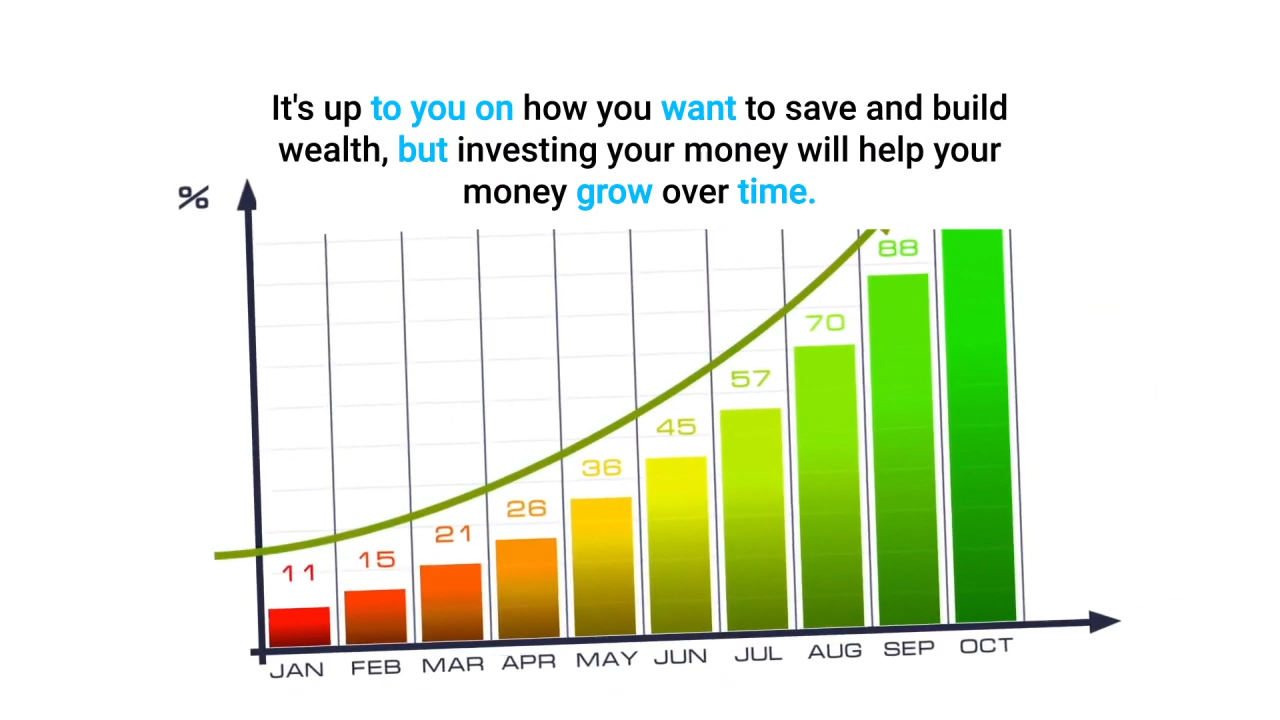 It's up to you on how you want to save and build
wealth, but investing your money will help your
money grow over time.
%
88
70
57
45
36
26
21
15
11
JAN FEB MAR APR MAY JUN JUL AUG SEP OCT